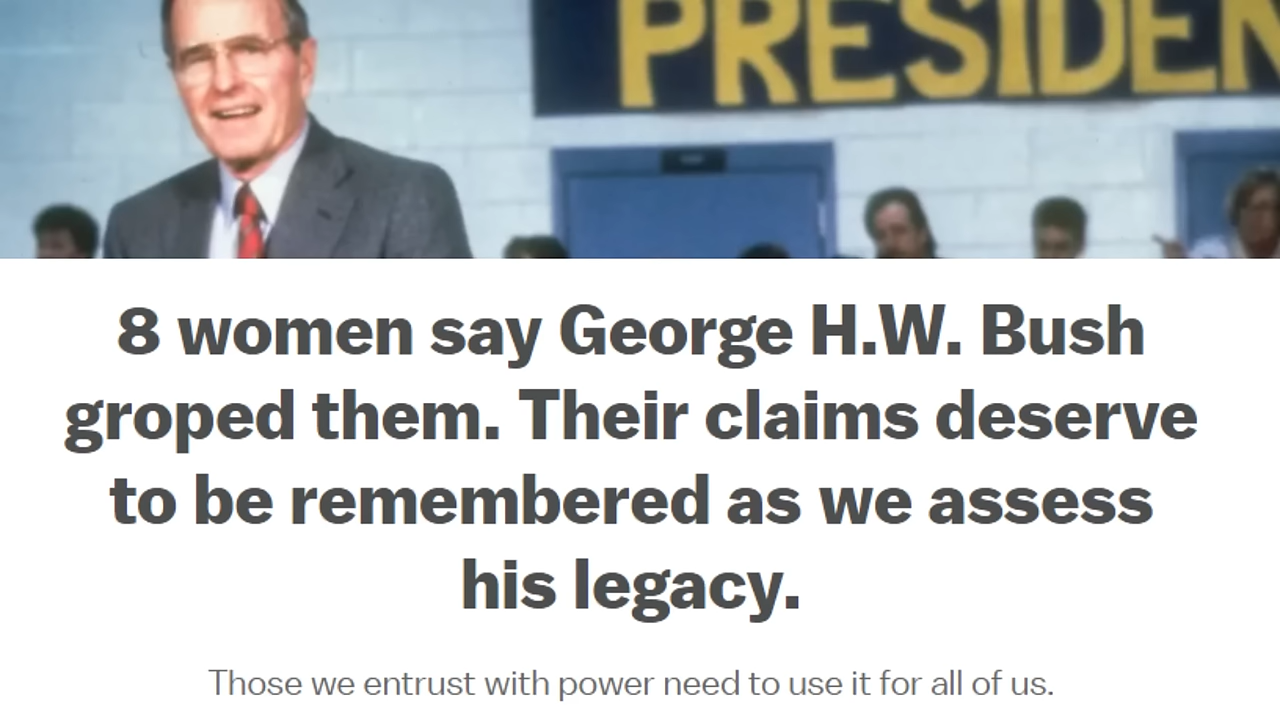 PRESIDEN
8 women say George H.W. Bush
groped them. Their claims deserve
to be remembered as we assess
his legacy.
Those we entrust with power need to use it for all of us.